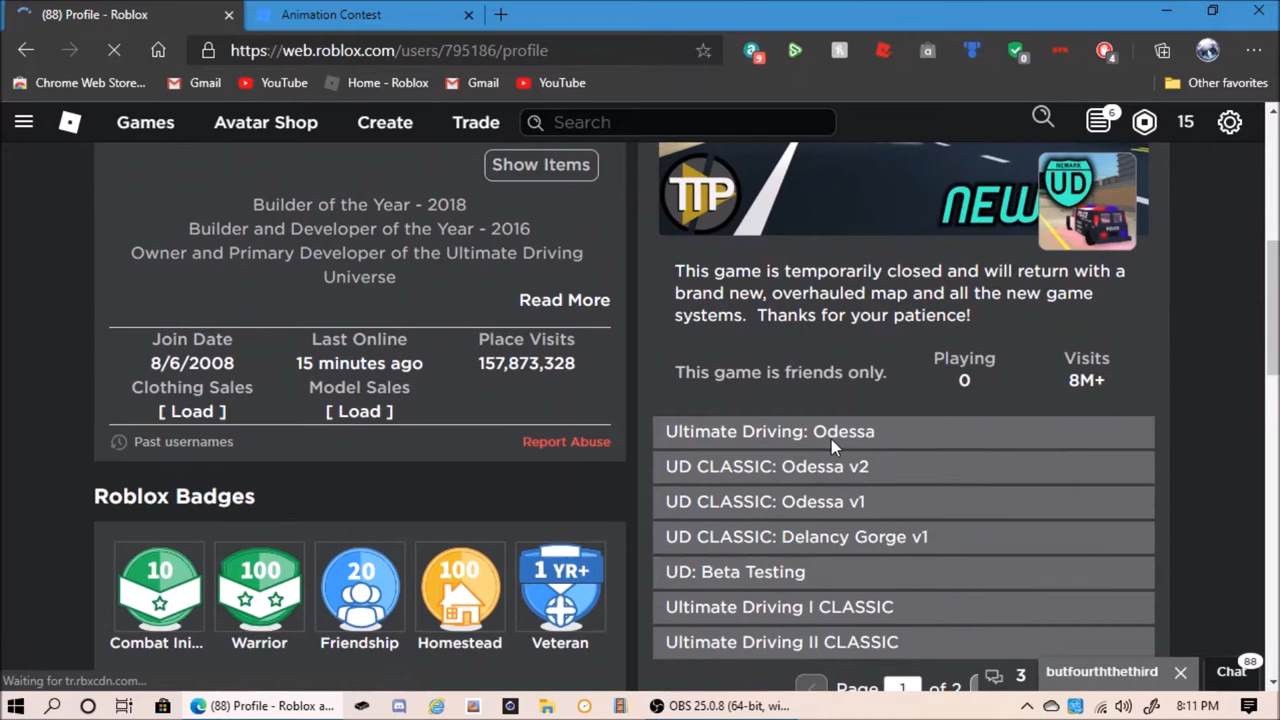 (88) Profile - Roblox
Animation Contest
https://web.roblox.com/users/795186/profile
9
0
4
Chrome Web Store...
Gmail
YouTube
Home - Roblox
Gmail
YouTube
Other favorites
Games
Avatar Shop
Create
Trade
Search
6
15
Show Items
Builder of the Year - 2018
Builder and Developer of the Year - 2016
Owner and Primary Developer of the Ultimate Driving
Universe
Read More
Join Date
Last Online
Place Visits
8/6/2008
15 minutes ago
157,873,328
Clothing Sales
Model Sales
[ Load ]
[ Load ]
Past usernames
Report Abuse
Roblox Badges
10
100
20
100
1 YR+
Combat Ini...
Warrior
Friendship
Homestead
Veteran
TTP
NEW
NEWARK
UD
This game is temporarily closed and will return with a
brand new, overhauled map and all the new game
systems. Thanks for your patience!
This game is friends only.
Playing
0
Visits
8M+
Ultimate Driving: Odessa
UD CLASSIC: Odessa v2
UD CLASSIC: Odessa v1
UD CLASSIC: Delancy Gorge v1
UD: Beta Testing
Ultimate Driving I CLASSIC
Ultimate Driving II CLASSIC
Page 1 of 2
3
butfourththethird
Chat
88
Waiting for tr.rbxcdn.com...
(88) Profile - Roblox a...
OBS 25.0.8 (64-bit, wi...
8:11 PM